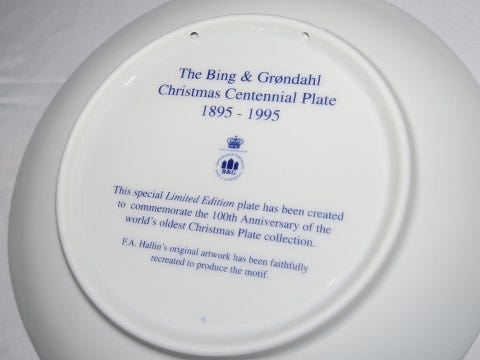 The Bing & Grøndahl
Christmas Centennial Plate
1895 - 1995
B&G
This special Limited Edition plate has been created
to commemorate the 100th Anniversary of the
world's oldest Christmas Plate collection.
F.A. Hallin's original artwork has been faithfully
recreated to produce the motif.